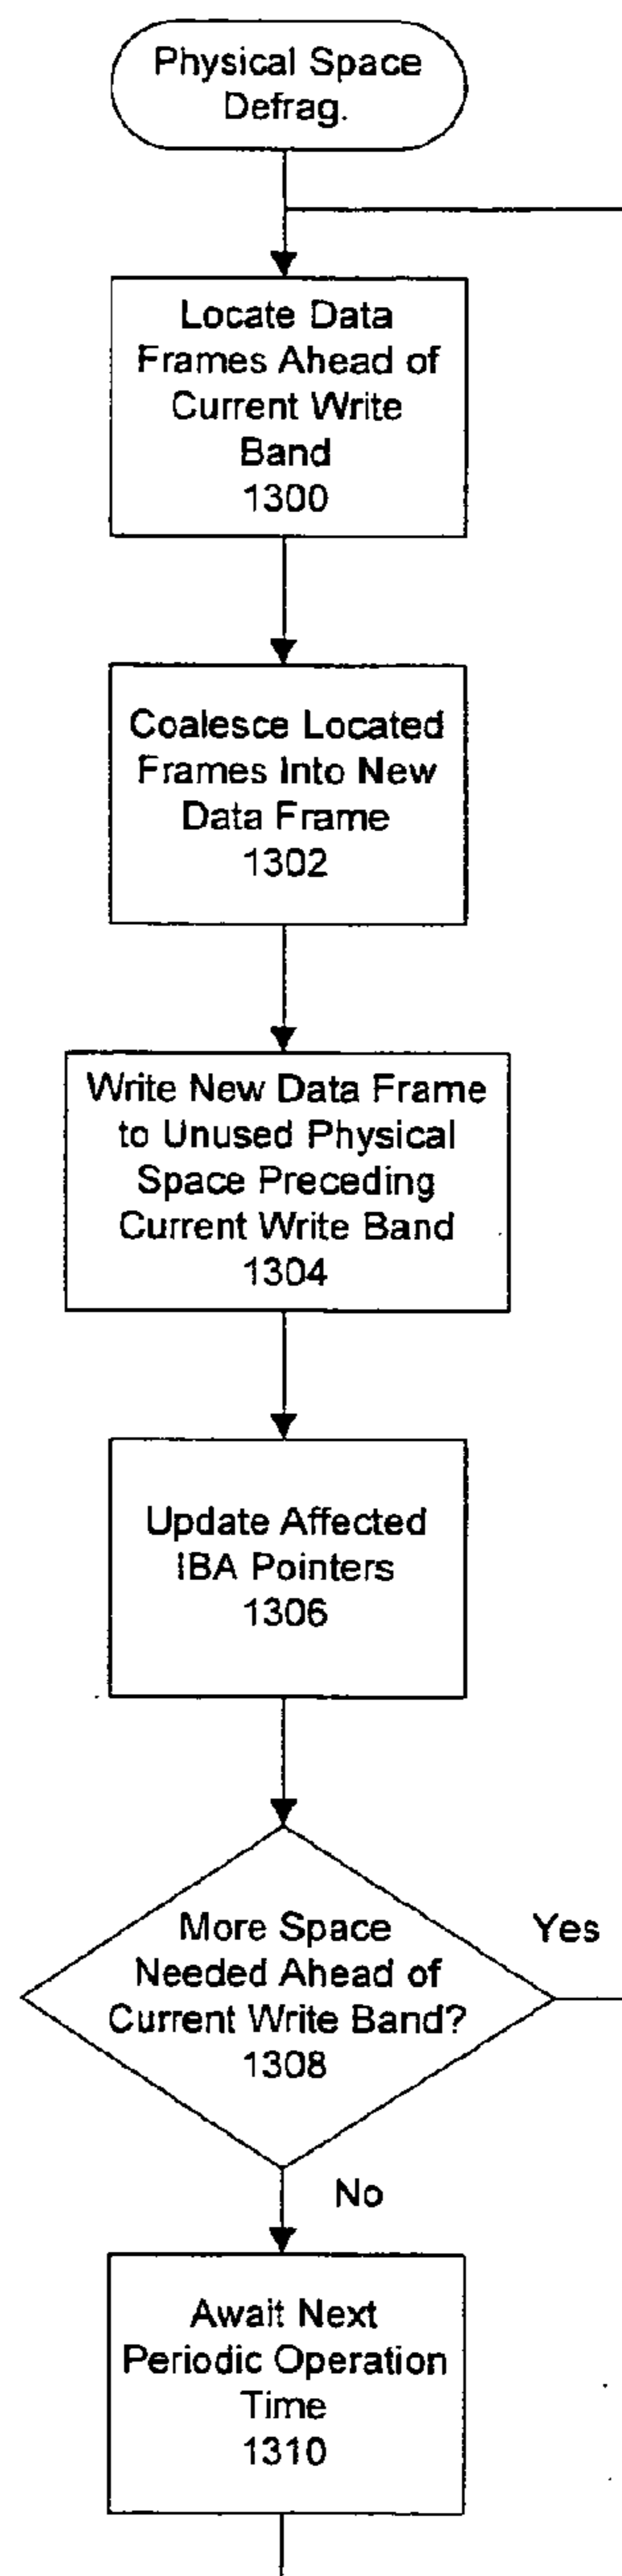 Physical Space
Defrag.
Locate Data
Frames Ahead of
Current Write
Band
1300
Coalesce Located
Frames Into New
Data Frame
1302
Write New Data Frame
to Unused Physical
Space Preceding
Current Write Band
1304
Update Affected
IBA Pointers
1306
More Space
Needed Ahead of
Current Write Band?
1308
Yes
No
Await Next
Periodic Operation
Time
1310